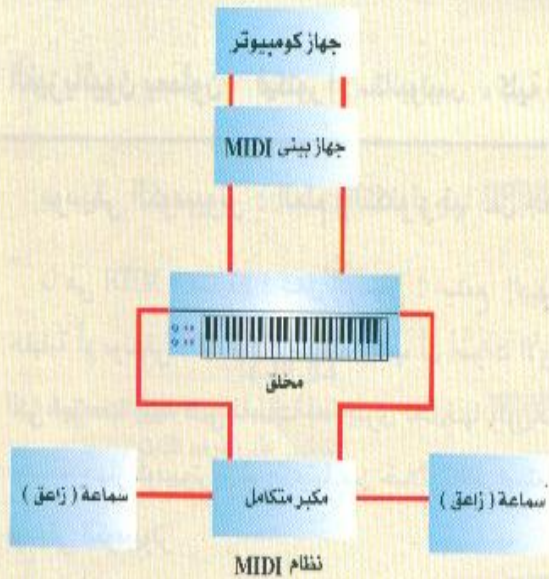 جهاز كومبيوتر
جهاز بينى MIDI
مخلق
سماعة ( زاعق )
مكبر متكامل
سماعة ( زاعق )
نظام MIDI